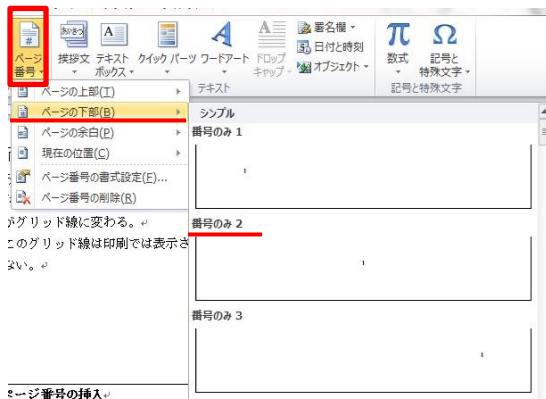 ページ
番号
挨拶文
テキスト
ボックス
クイック パーツ
ワードアート
ドロップ
キャップ
署名欄
日付と時刻
オブジェクト
π
数式
Ω
記号と
特殊文字
テキスト
記号と特殊文字
ページの上部(T)
ページの下部(B)
ページの余白(P)
現在の位置(C)
ページ番号の書式設定(F)...
ページ番号の削除(R)
シンプル
番号のみ 1
1
番号のみ 2
1
番号のみ 3
1
がグリッド線に変わる。
このグリッド線は印刷では表示さ
ない。
ページ番号の挿入